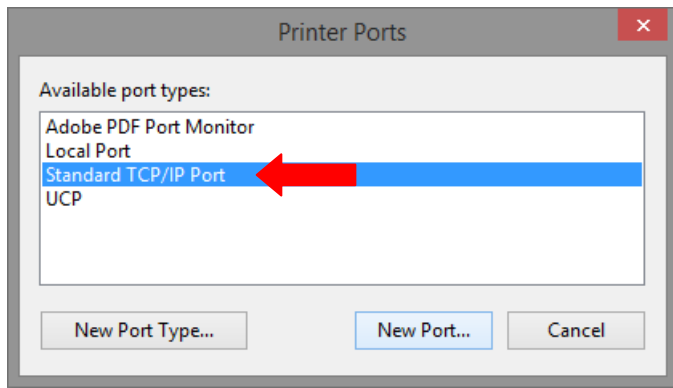 Printer Ports
Available port types:
Adobe PDF Port Monitor
Local Port
Standard TCP/IP Port
UCP
New Port Type...
New Port...
Cancel